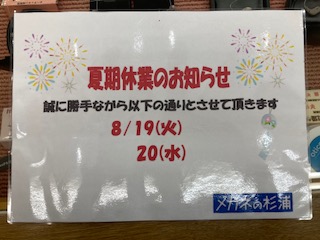 夏期休業のお知らせ
誠に勝手ながら以下の通りとさせて頂きます
8/19(火)
20(水)
メガネの杉浦